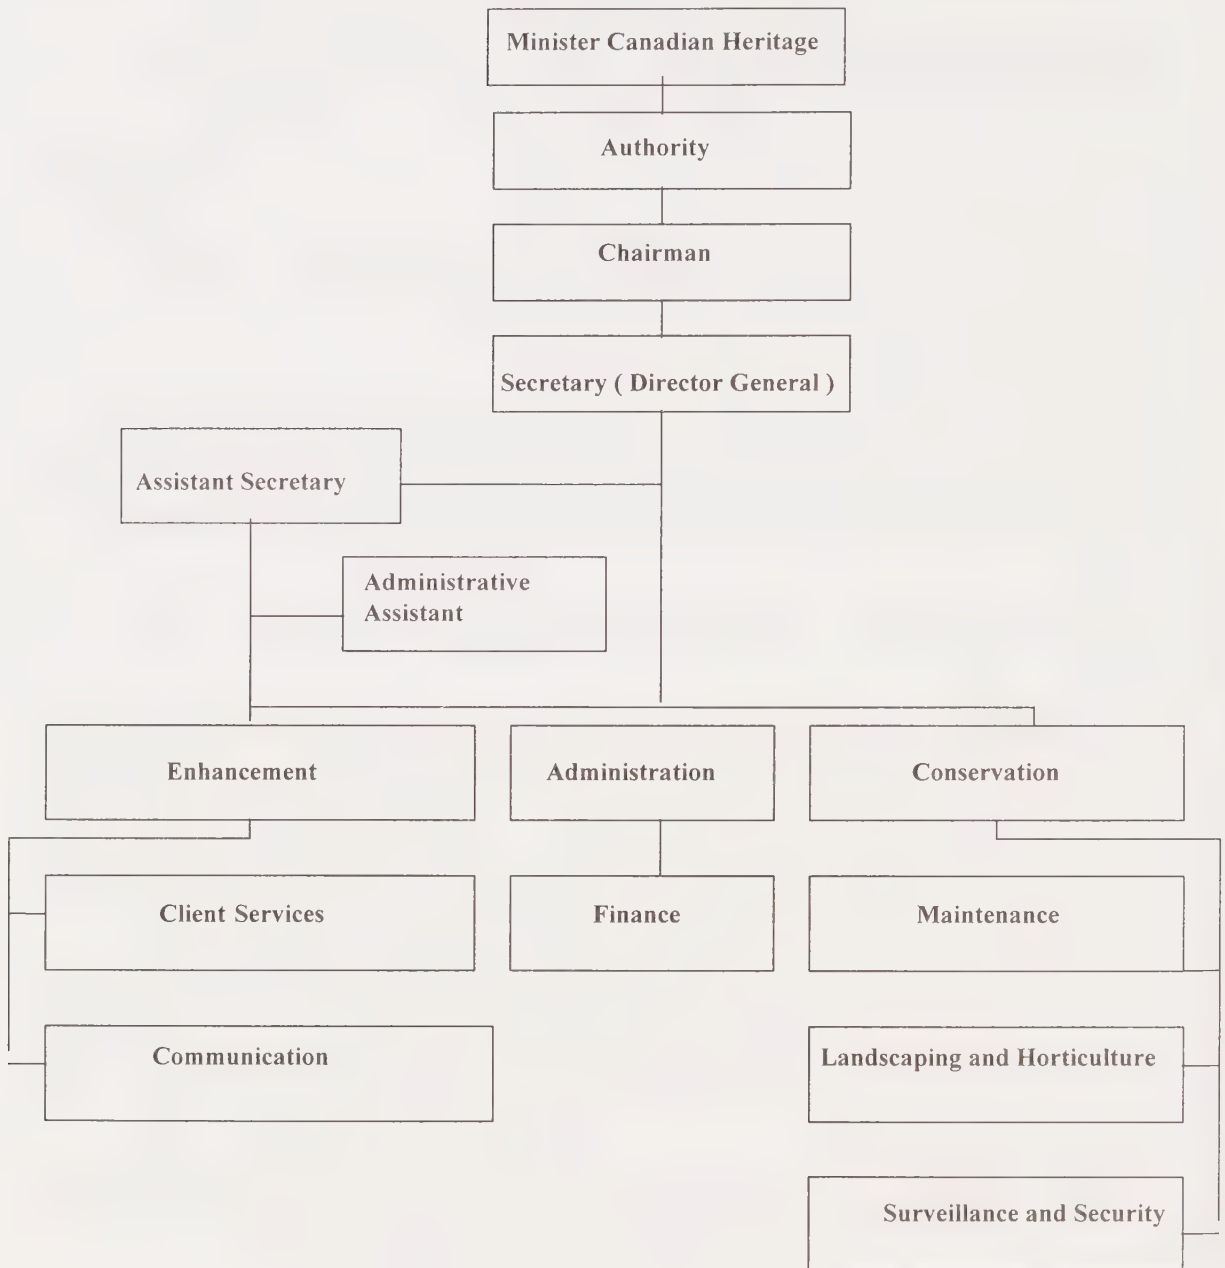 Minister Canadian Heritage
Authority
Chairman
Secretary ( Director General )
Assistant Secretary
Administrative
Assistant
Enhancement
Administration
Conservation
Client Services
Finance
Maintenance
Communication
Landscaping and Horticulture
Surveillance and Security